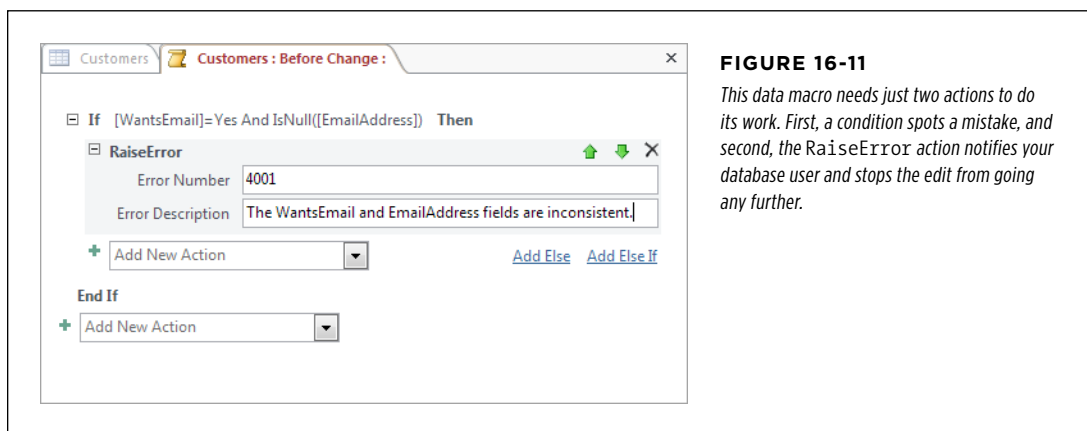 Customers
Customers : Before Change :
If [WantsEmail]=Yes And IsNull([EmailAddress]) Then
RaiseError
Error Number 4001
Error Description The WantsEmail and EmailAddress fields are inconsistent.
Add New Action
Add Else Add Else If
End If
Add New Action
FIGURE 16-11
This data macro needs just two actions to do
its work. First, a condition spots a mistake, and
second, the RaiseError action notifies your
database user and stops the edit from going
any further.